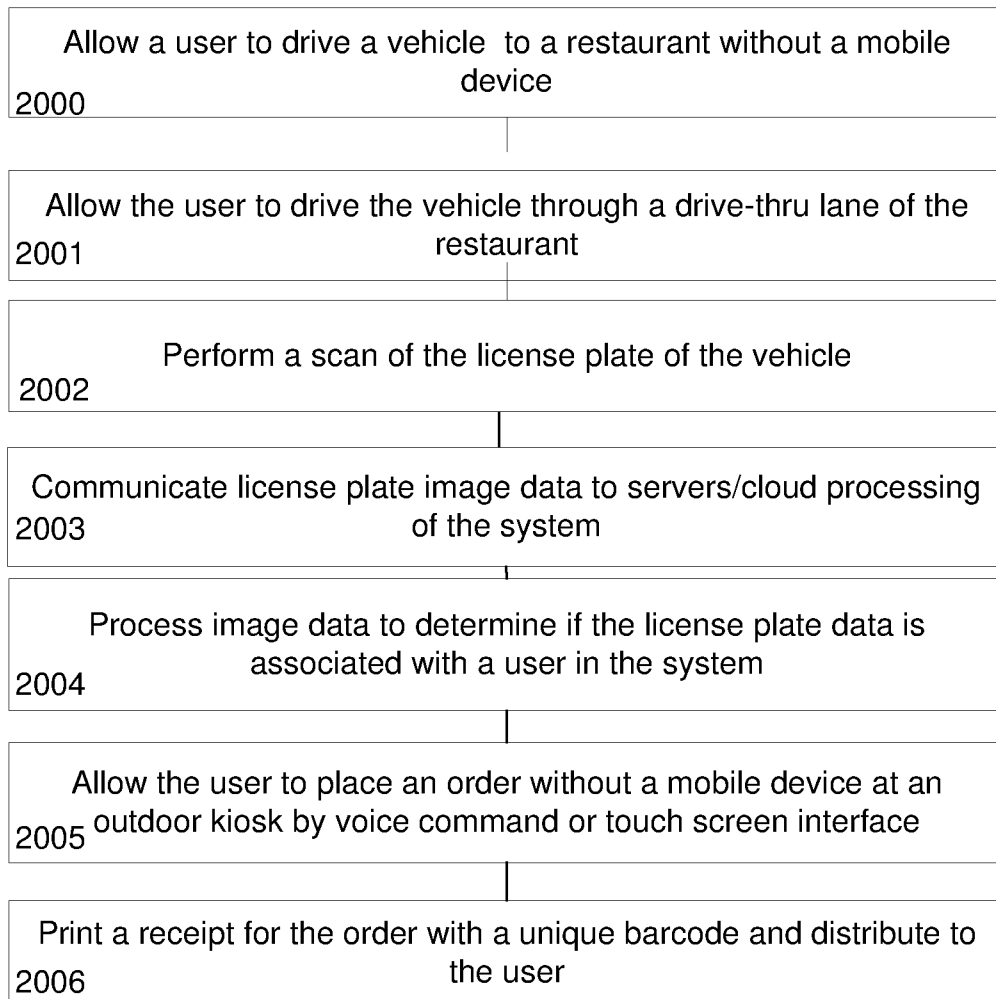 Allow a user to drive a vehicle to a restaurant without a mobile
device
2000
Allow the user to drive the vehicle through a drive-thru lane of the
restaurant
2001
Perform a scan of the license plate of the vehicle
2002
Communicate license plate image data to servers/cloud processing
of the system
2003
Process image data to determine if the license plate data is
associated with a user in the system
2004
Allow the user to place an order without a mobile device at an
outdoor kiosk by voice command or touch screen interface
2005
Print a receipt for the order with a unique barcode and distribute to
the user
2006